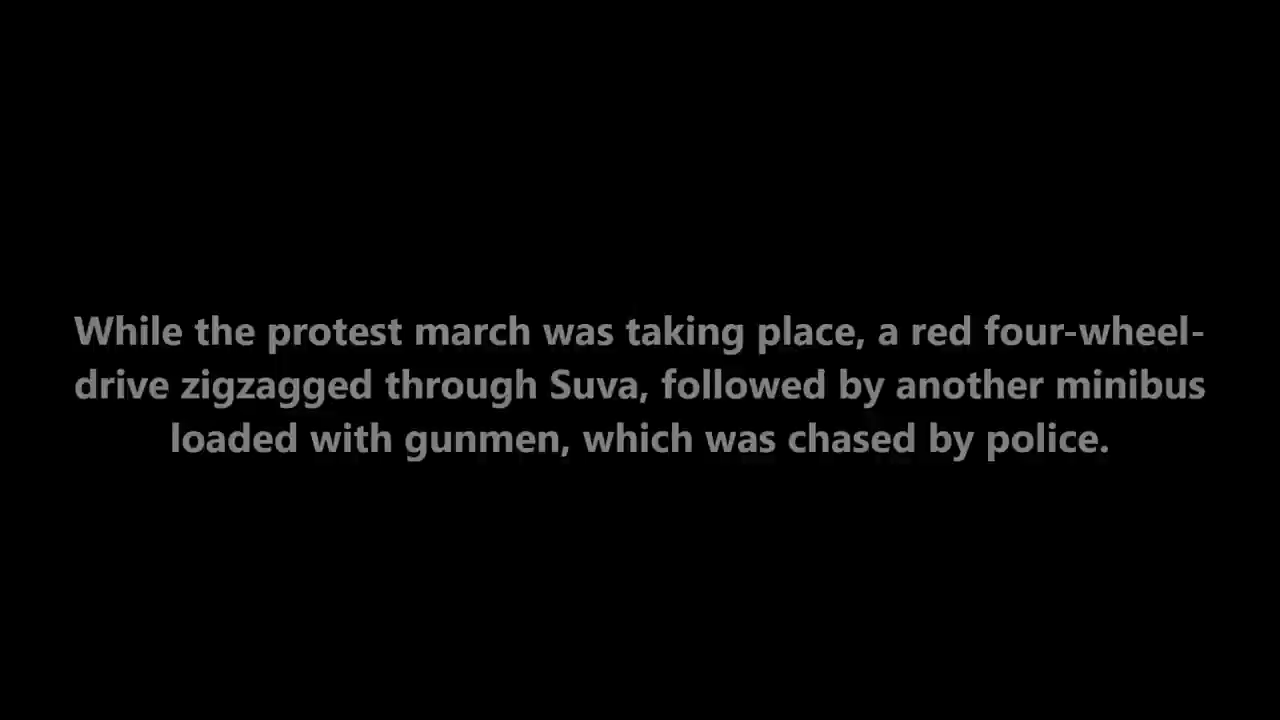 While the protest march was taking place, a red four-wheel-
drive zigzagged through Suva, followed by another minibus
loaded with gunmen, which was chased by police.